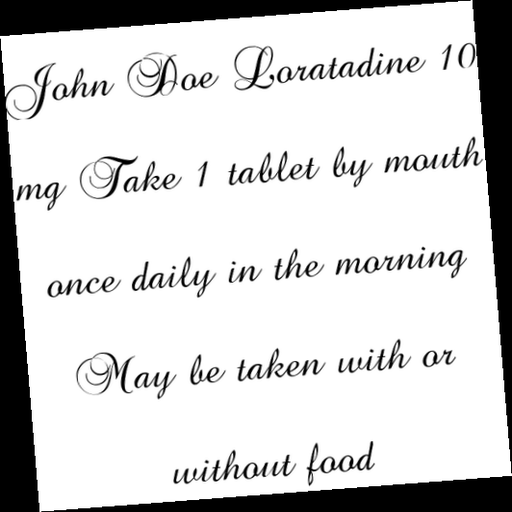 John Doe Loratadine 10
mg Take 1 tablet by mouth
once daily in the morning
May be taken with or
without food